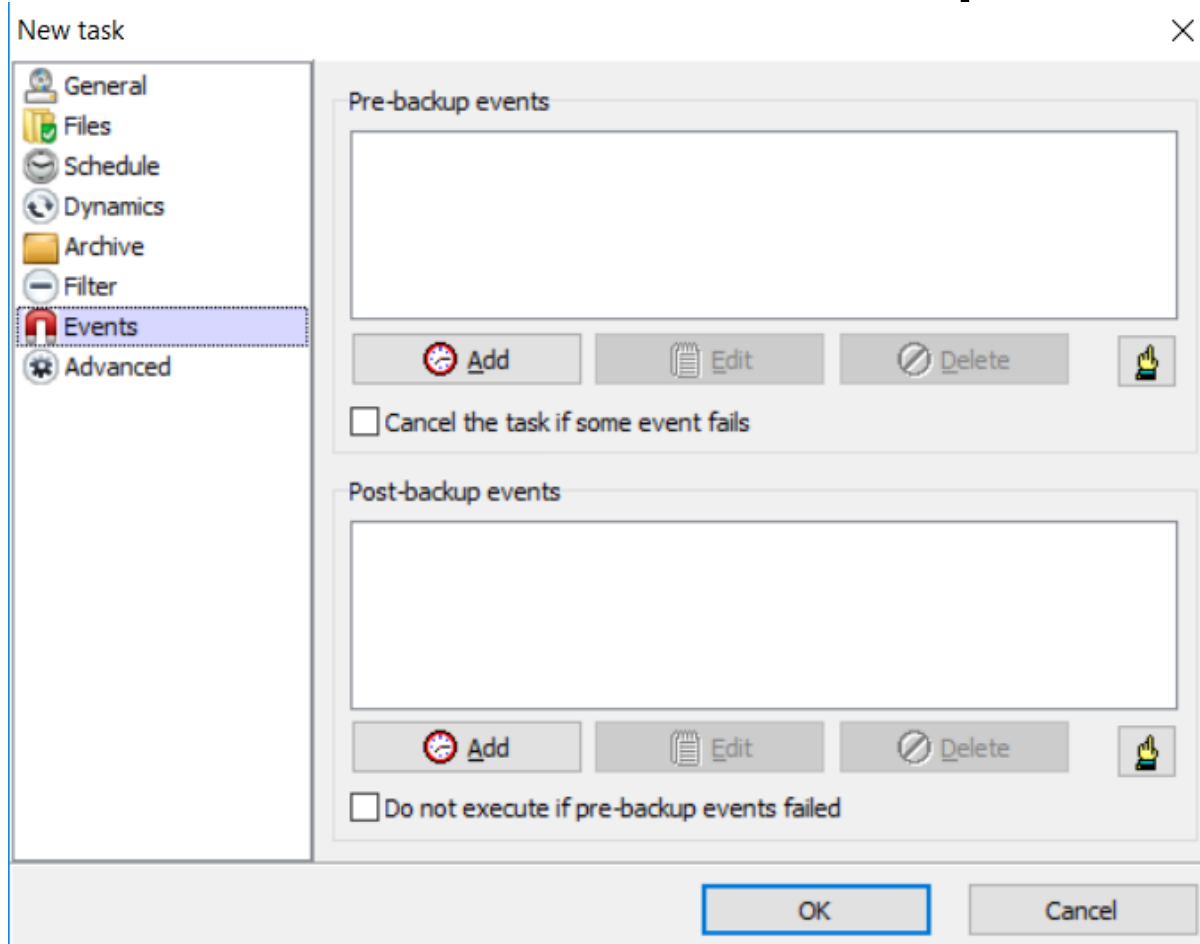 New task
General
Files
Schedule
Dynamics
Archive
Filter
Events
Advanced
Pre-backup events
Add Edit Delete
Cancel the task if some event fails
Post-backup events
Add Edit Delete
Do not execute if pre-backup events failed
OK Cancel